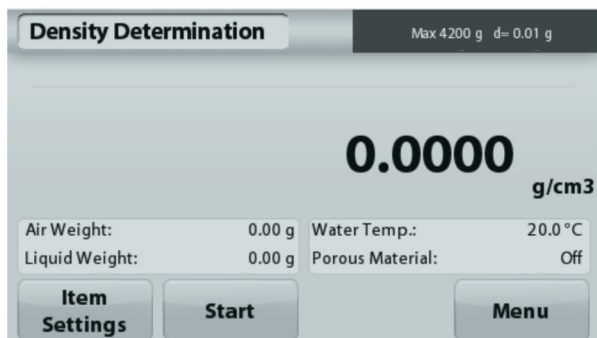 Density Determination
Max 4200 g d= 0.01 g
0.0000
g/cm3
Air Weight: 0.00 g
Water Temp.: 20.0 °C
Liquid Weight: 0.00 g
Porous Material: Off
Item
Settings
Start
Menu